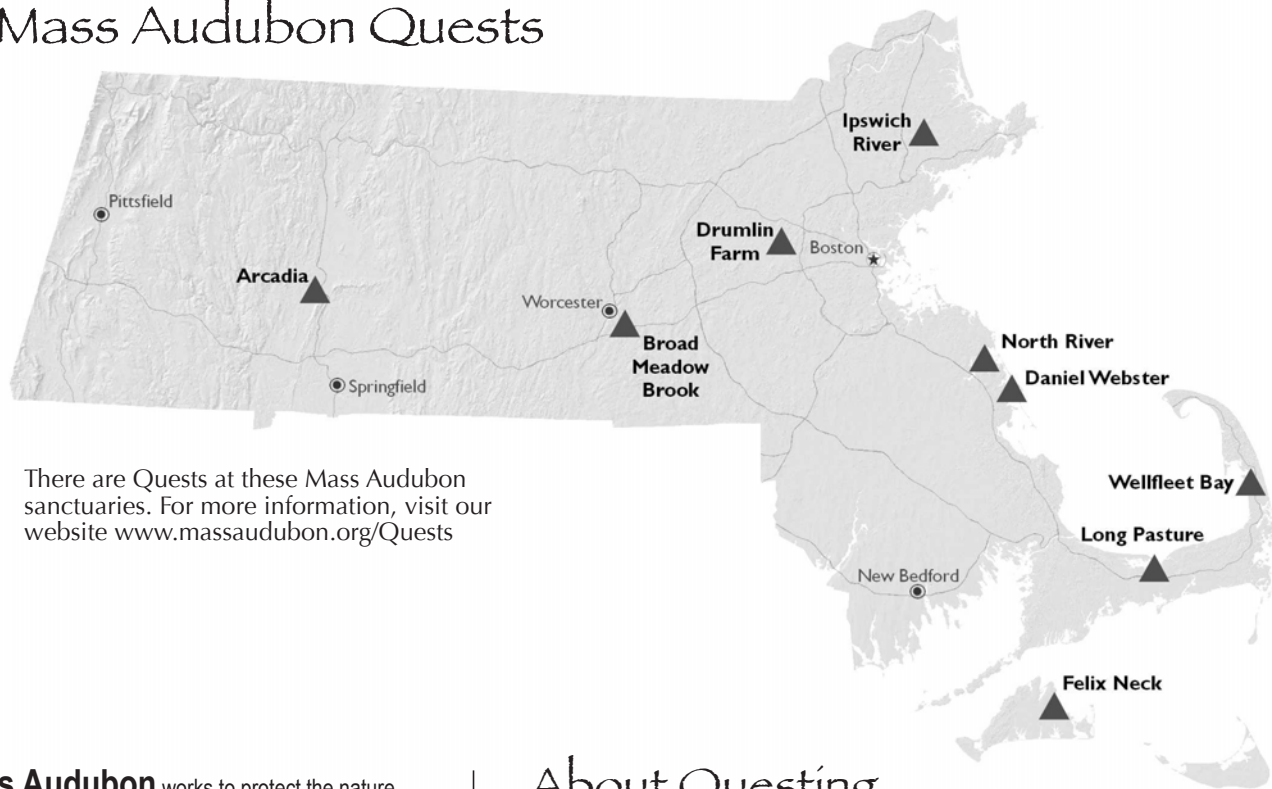 Mass Audubon Quests
Ipswich
River
Pittsfield
Drumlin
Farm
Boston
Arcadia
Worcester
Broad
Meadow
Brook
North River
Springfield
Daniel Webster
There are Quests at these Mass Audubon
sanctuaries. For more information, visit our
website www.massaudubon.org/Quests
Wellfleet Bay
Long Pasture
New Bedford
Felix Neck
s Audubon works to protect the nature
About Questing